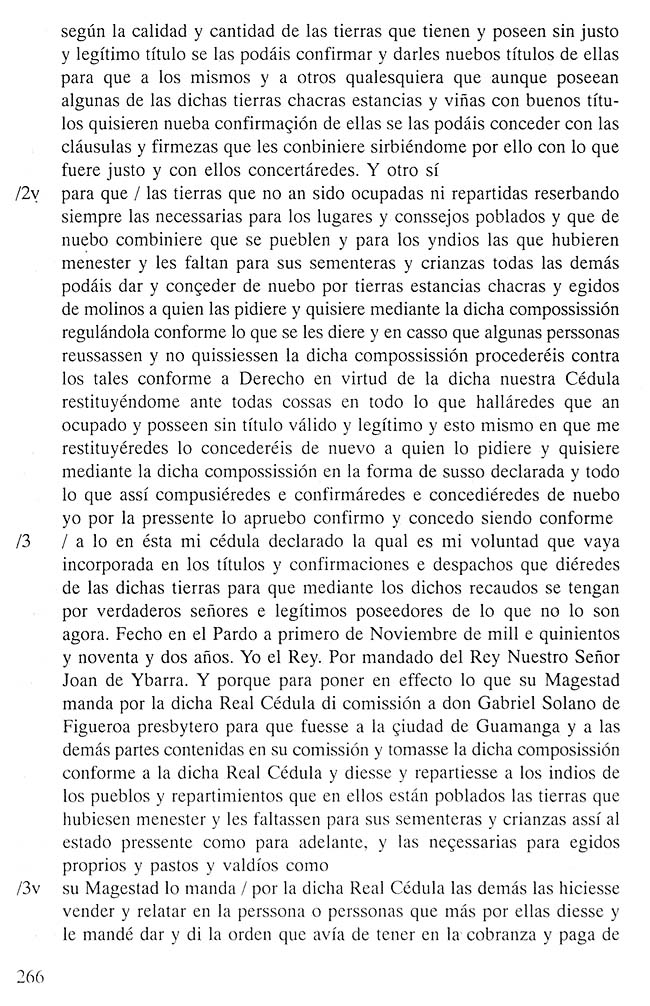 según la calidad y cantidad de las tierras que tienen y poseen sin justo
y legítimo título se las podáis confirmar y darles nuebos títulos de ellas
para que a los mismos y a otros qualesquiera que aunque poseean
algunas de las dichas tierras chacras estancias y viñas con buenos títu-
los quisieren nueba confirmaçión de ellas se las podáis conceder con las
cláusulas y firmezas que les conbiniere sirbiéndome por ello con lo que
fuere justo y con ellos concertáredes. Y otro sí
/2v para que / las tierras que no an sido ocupadas ni repartidas reserbando
siempre las necessarias para los lugares y conssejos poblados y que de
nuebo combiniere que se pueblen y para los yndios las que hubieren
menester y les faltan para sus sementeras y crianzas todas las demás
podáis dar y conçeder de nuebo por tierras estancias chacras y egidos
de molinos a quien las pidiere y quisiere mediante la dicha compossissión
regulándola conforme lo que se les diere y en casso que algunas perssonas
reussassen y no quissiessen la dicha compossissión procederéis contra
los tales conforme a Derecho en virtud de la dicha nuestra Cédula
restituyéndome ante todas cossas en todo lo que halláredes que an
ocupado y posseen sin título válido y legítimo y esto mismo en que me
restituyéredes lo concederéis de nuevo a quien lo pidiere y quisiere
mediante la dicha compossissión en la forma de susso declarada y todo
lo que assí compusiéredes e confirmáredes e concediéredes de nuebo
yo por la pressente lo apruebo confirmo y concedo siendo conforme
/3 / a lo en ésta mi cédula declarado la qual es mi voluntad que vaya
incorporada en los títulos y confirmaciones e despachos que diéredes
de las dichas tierras para que mediante los dichos recaudos se tengan
por verdaderos señores e legítimos poseedores de lo que no lo son
agora. Fecho en el Pardo a primero de Noviembre de mill e quinientos
y noventa y dos años. Yo el Rey. Por mandado del Rey Nuestro Señor
Joan de Ybarra. Y porque para poner en effecto lo que su Magestad
manda por la dicha Real Cédula di comissión a don Gabriel Solano de
Figueroa presbytero para que fuesse a la çiudad de Guamanga y a las
demás partes contenidas en su comissión y tomasse la dicha composissión
conforme a la dicha Real Cédula y diesse y repartiesse a los indios de
los pueblos y repartimientos que en ellos están poblados las tierras que
hubiesen menester y les faltassen para sus sementeras y crianzas assí al
estado pressente como para adelante, y las neçessarias para egidos
proprios y pastos y valdíos como
/3v su Magestad lo manda / por la dicha Real Cédula las demás las hiciesse
vender y relatar en la perssona o perssonas que más por ellas diesse y
le mandé dar y di la orden que avía de tener en la cobranza y paga de
266